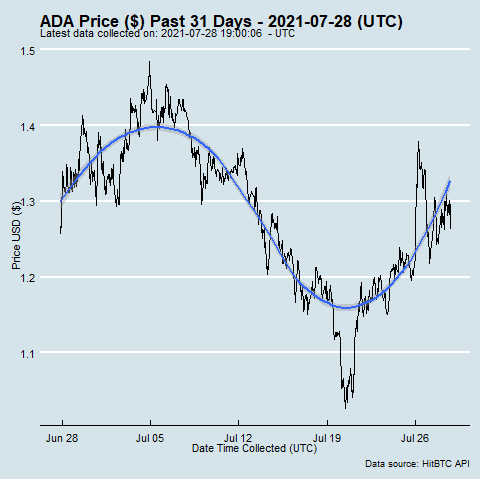 ADA Price ($) Past 31 Days - 2021-07-28 (UTC)
Latest data collected on: 2021-07-28 19:00:06 - UTC
1.5
1.4
1.3
1.2
1.1
Price USD ($)
Jun 28 Jul 05 Jul 12 Jul 19 Jul 26
Date Time Collected (UTC)
Data source: HitBTC API